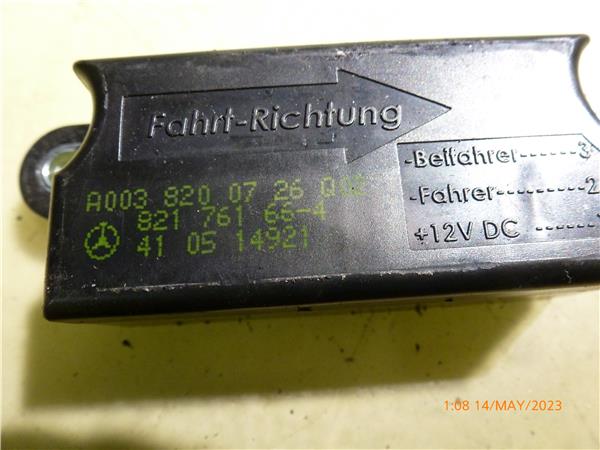 Fahrt-Richtung
-Beifahrer------3
-Fahrer---------2
+12V DC -----
A003 820 07 26 Q02
821 761 66-4
41 05 14921
1:08 14/MAY/2023